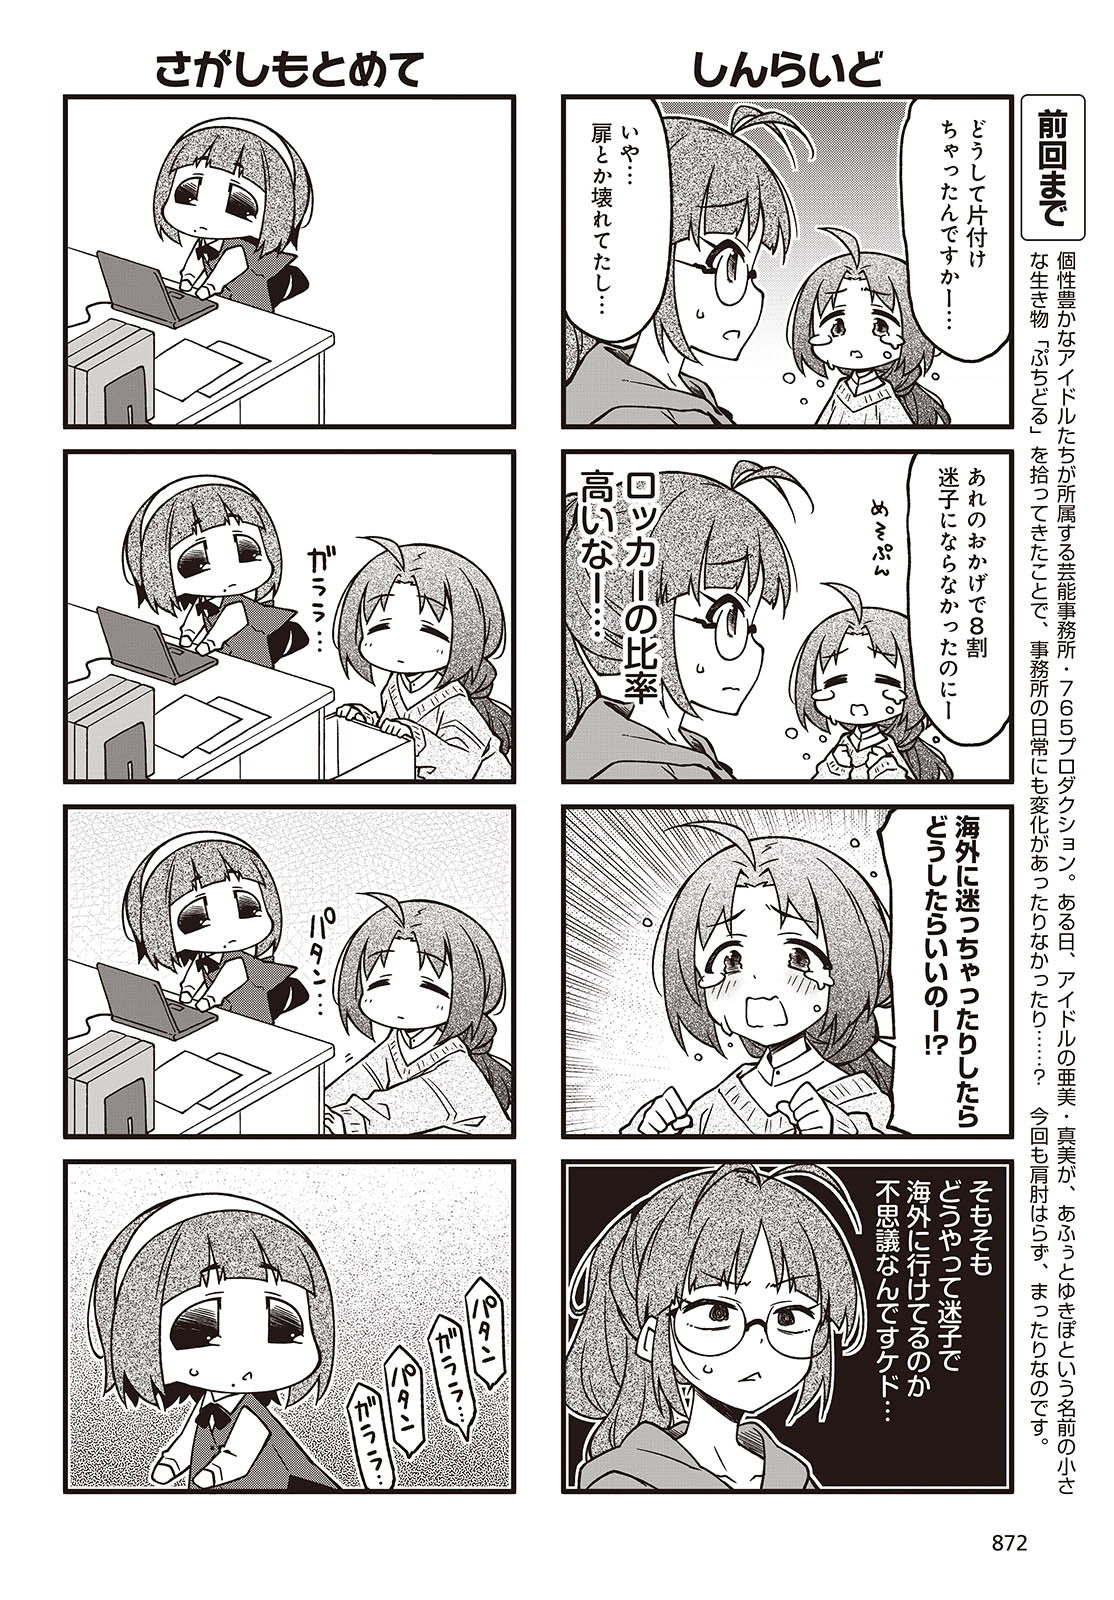 前回まで
個性豊かなアイドルたちが所属する芸能事務所・765プロダクション。ある日、アイドルの亜美・真美が、あふぅとゆきぽという名前の小さ
な生き物「ぷちどる」を拾ってきたことで、事務所の日常にも変化があったりなかったり……?　今回も肩肘はらず、まったりなのです。
しんらいど
どうして片付け
ちゃったんですかー…
いや…
扉とか壊れてたし…
あれのおかげで8割
迷子にならなかったのにー
め〜ぷん
ロッカーの比率
高いなー…
海外に迷っちゃったりしたら
どうしたらいいのー!?
そもそも
どうやって迷子で
海外に行けてるのか
不思議なんですケド…
さがしもとめて
ガララ…
パタン…
パタン
ガララ…
パタン
ガララ…
872